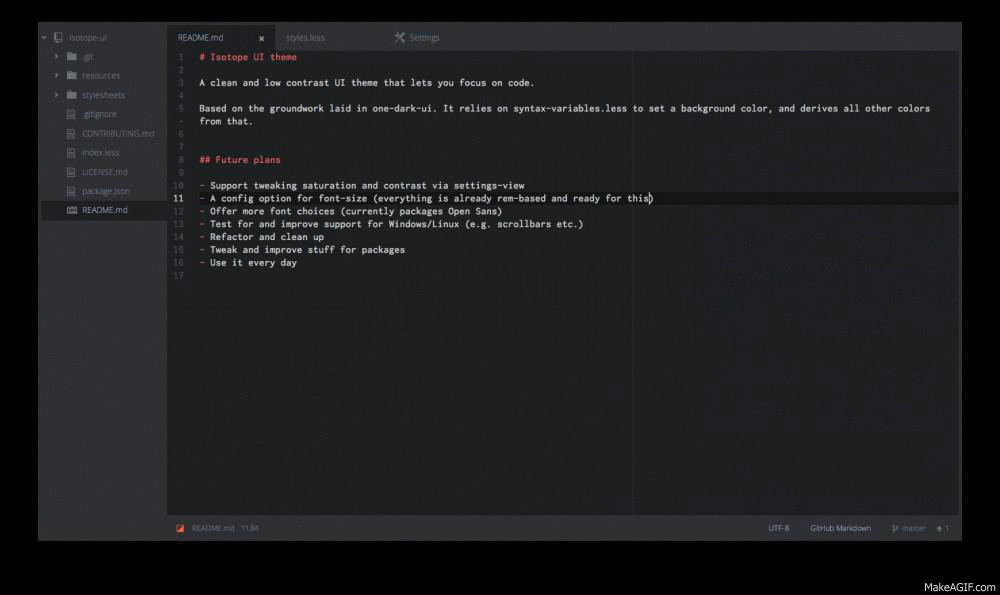 isotope-ui
.git
resources
stylesheets
.gitignore
CONTRIBUTING.md
index.less
LICENSE.md
package.json
README.md
README.md x styles.less Settings
1 # Isotope UI theme
2
3 A clean and low contrast UI theme that lets you focus on code.
4
5 Based on the groundwork laid in one-dark-ui. It relies on syntax-variables.less to set a background color, and derives all other colors
• from that.
6
7
8 ## Future plans
9
10 - Support tweaking saturation and contrast via settings-view
11 - A config option for font-size (everything is already rem-based and ready for this)
12 - Offer more font choices (currently packages Open Sans)
13 - Test for and improve support for Windows/Linux (e.g. scrollbars etc.)
14 - Refactor and clean up
15 - Tweak and improve stuff for packages
16 - Use it every day
17
README.md 11,84 UTF-8 GitHub Markdown master 1
MakeAGIF.com